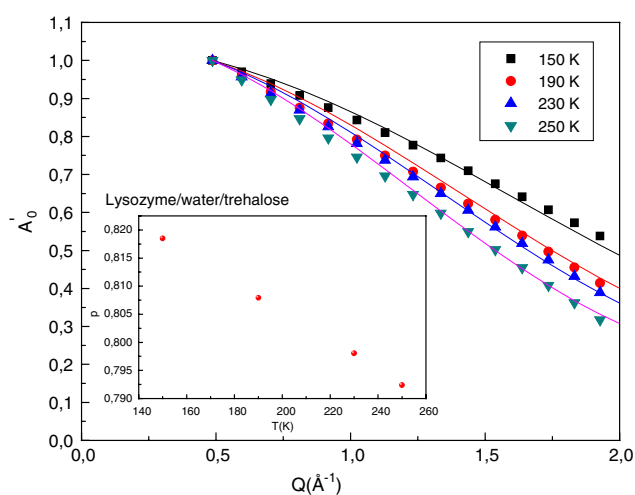 1,1
1,0
0,9
0,8
0,7
0,6
0,5
0,4
0,3
0,2
0,1
0,0
A'0
150 K
190 K
230 K
250 K
Lysozyme/water/trehalose
0,820
0,815
0,810
0,805
0,800
0,795
0,790
p
140 160 180 200 220 240 260
T(K)
0,0 0,5 1,0 1,5 2,0
Q(Å-1)